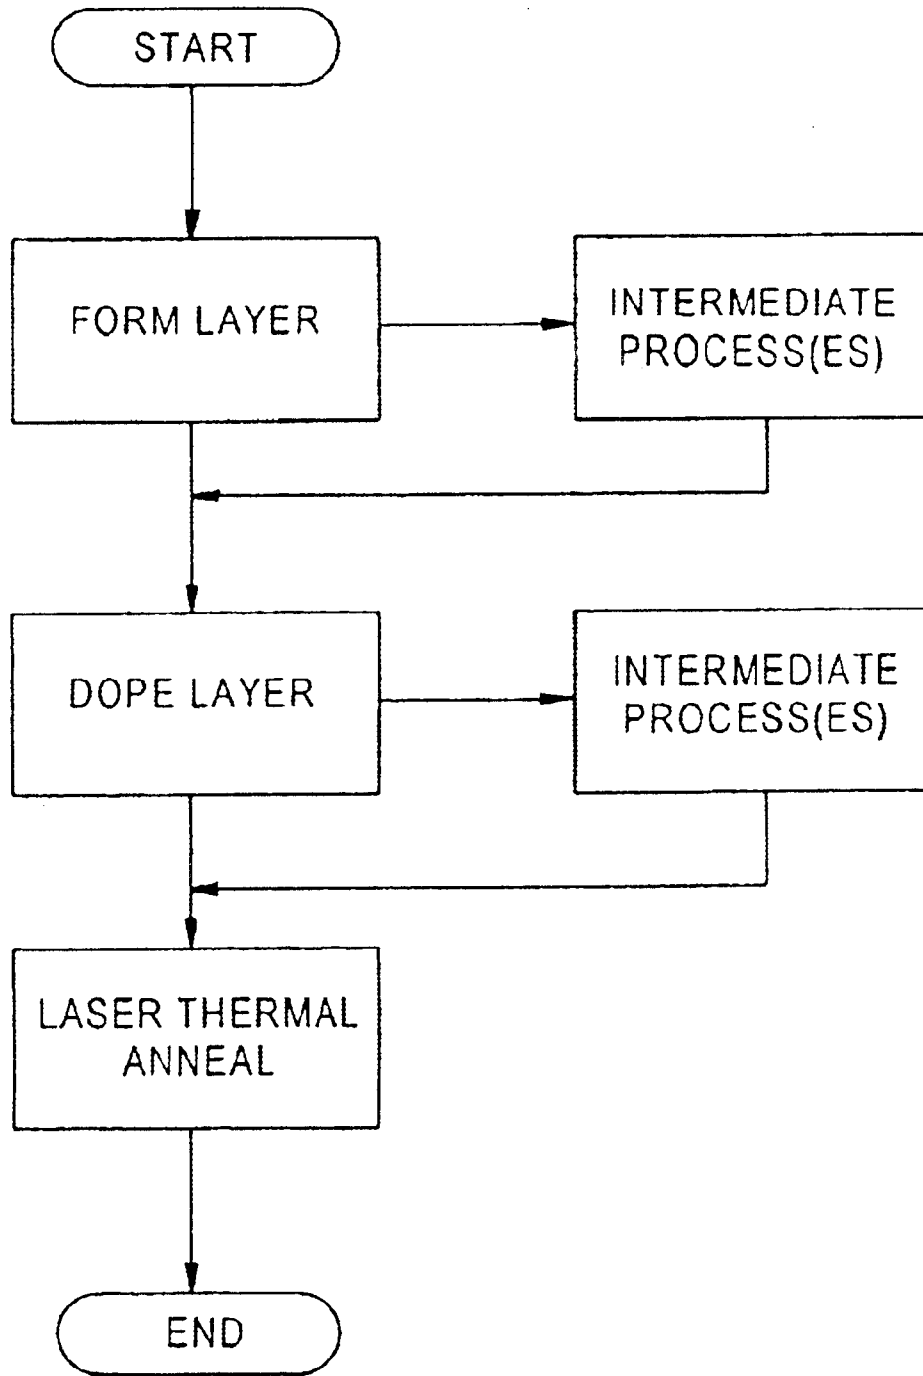 START
FORM LAYER
INTERMEDIATE
PROCESS(ES)
DOPE LAYER
INTERMEDIATE
PROCESS(ES)
LASER THERMAL
ANNEAL
END